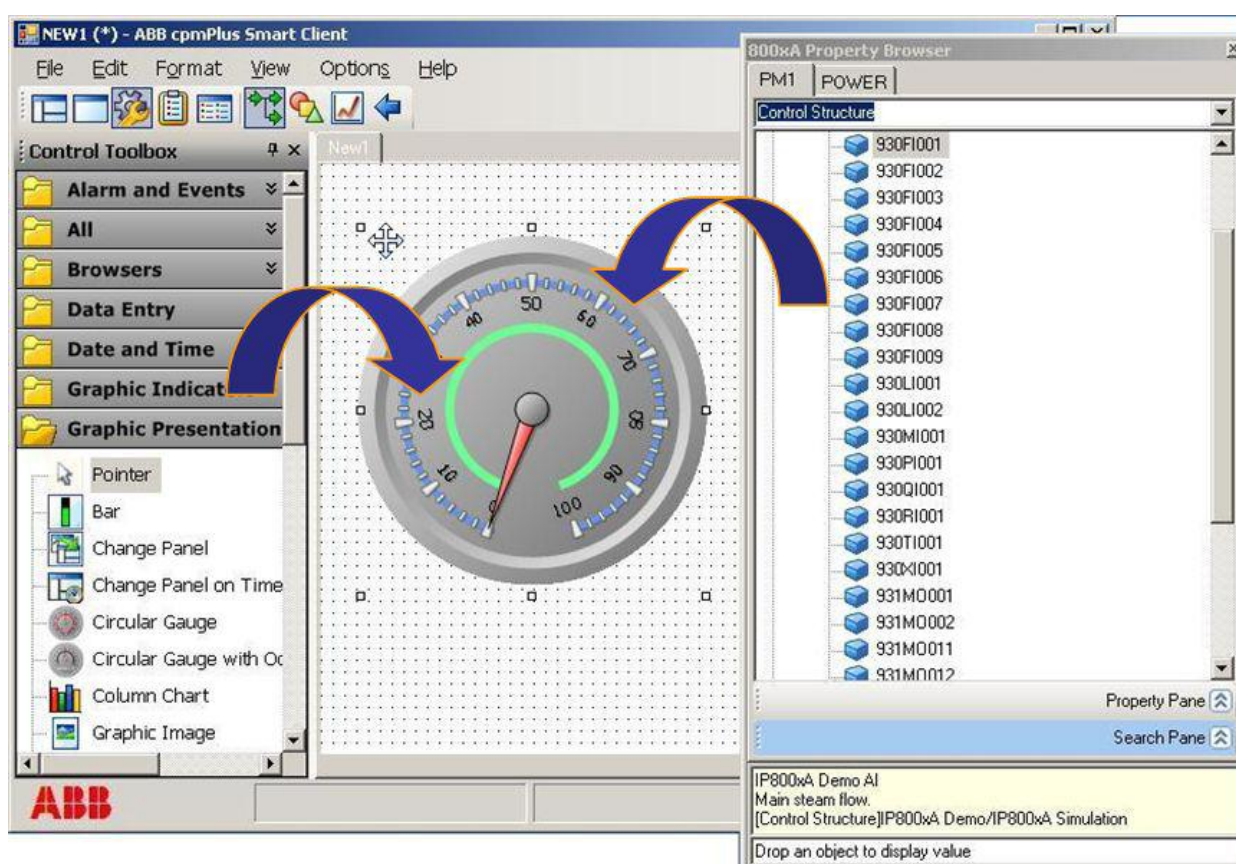 NEW1 (*) - ABB cpmPlus Smart Client
File Edit Format View Options Help
Control Toolbox
Alarm and Events
All
Browsers
Data Entry
Date and Time
Graphic
Graphic Presentation
Pointer
Bar
Change Panel
Change Panel on Time
Circular Gauge
Circular Gauge with
Column Chart
Graphic Image
ABB
New1
10
20
40
50
60
70
80
90
100
800xA Property Browser
PM1 POWER
Control Structure
930FI001
930FI002
930FI003
930FI004
930FI005
930FI006
930FI007
930FI008
930FI009
930LI001
930LI002
930MI001
930PI001
930QI001
930RI001
930TI001
930XI001
931MO001
931MO002
931MO011
931MO012
Property Pane
Search Pane
IP800xA Demo AI
Main steam flow.
[Control Structure]IP800xA Demo/IP800xA Simulation
Drop an object to display value